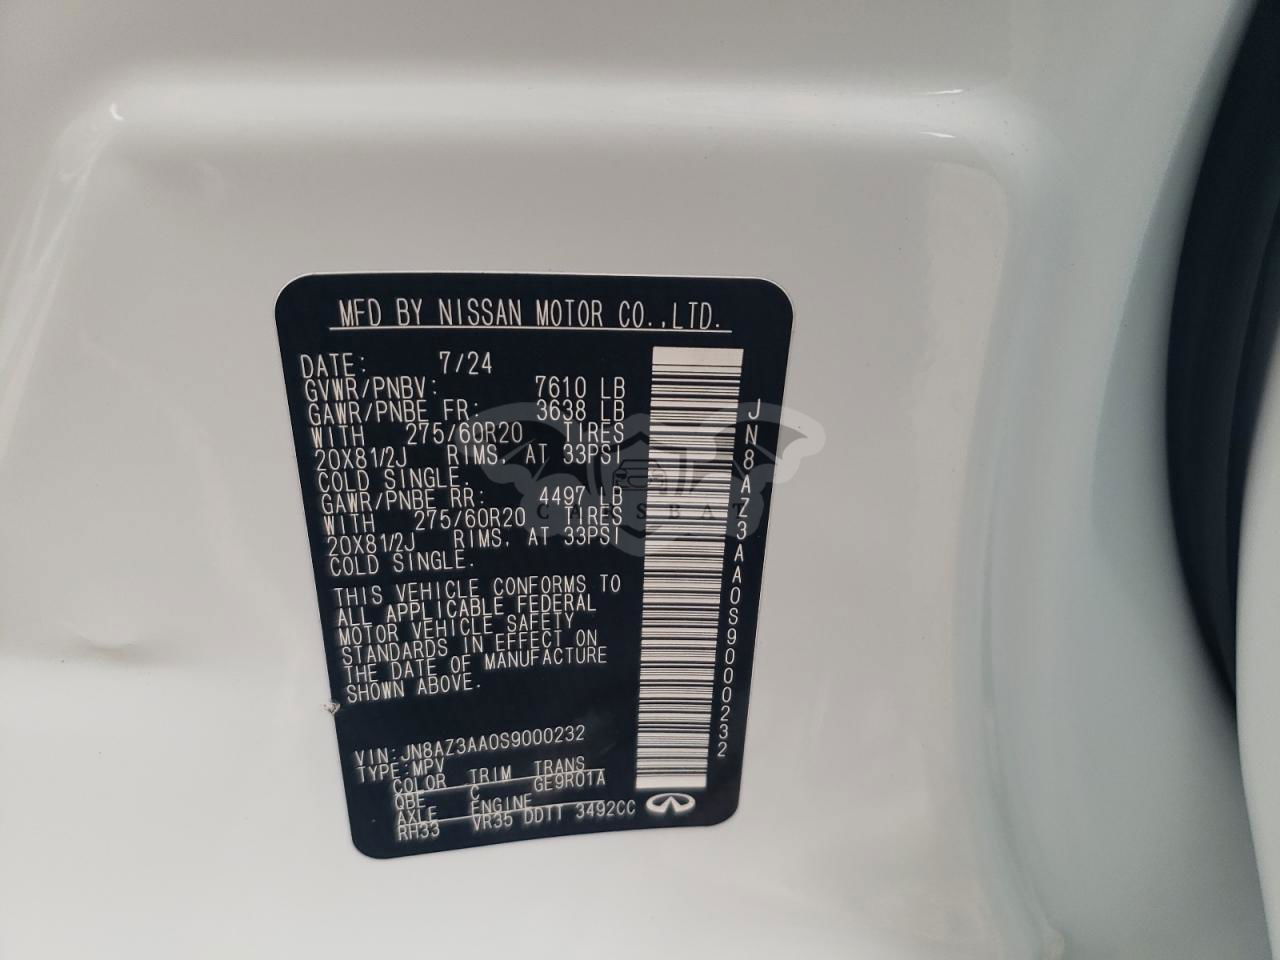 MFD BY NISSAN MOTOR CO.,LTD.
DATE: 7/24
GVWR/PNBV: 7610 LB
GAWR/PNBE FR: 3638 LB
WITH 275/60R20 TIRES
20X81/2J RIMS, AT 33PSI
COLD SINGLE.
GAWR/PNBE RR: 4497 LB
WITH 275/60R20 TIRES
20X81/2J RIMS, AT 33PSI
COLD SINGLE.
THIS VEHICLE CONFORMS TO
ALL APPLICABLE FEDERAL
MOTOR VEHICLE SAFETY
STANDARDS IN EFFECT ON
THE DATE OF MANUFACTURE
SHOWN ABOVE.
VIN:JN8AZ3AA0S9000232
TYPE:MPV
COLOR TRIM TRANS
QBE C GE9R01A
AXLE ENGINE
RH33 VR35 DDTT 3492CC
JN8AZ3AA0S9000232
CARSBAT